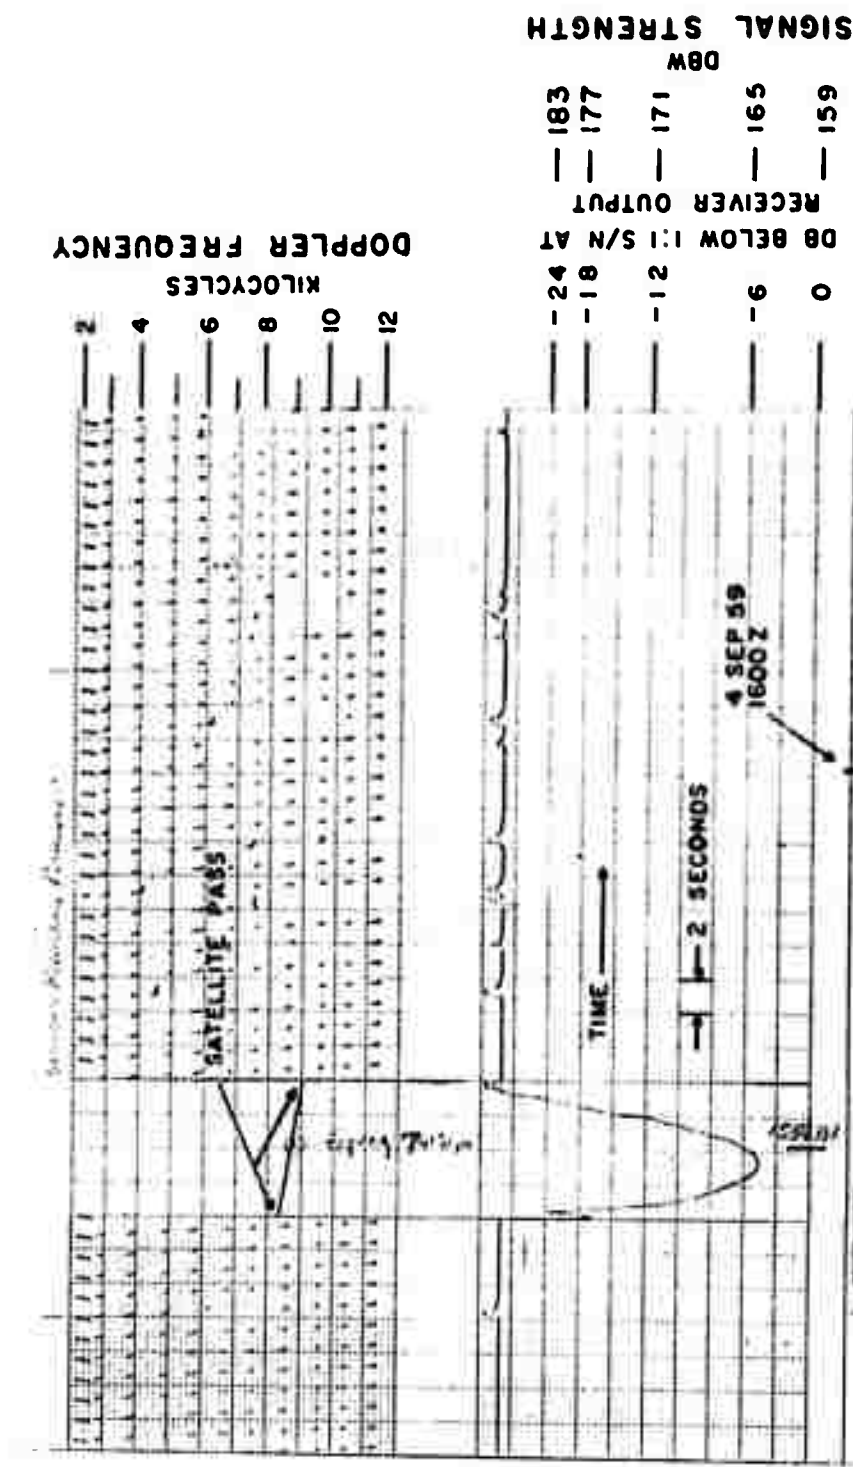 DOPPLER FREQUENCY
KILOCYCLES
2
4
6
8
10
12
SIGNAL STRENGTH
DBW
— 183
— 177
— 171
— 165
— 159
DB BELOW 1:1 S/N AT
RECEIVER OUTPUT
-24
-18
-12
-6
0
SATELLITE PASS
TIME
2 SECONDS
4 SEP 59
1600 Z